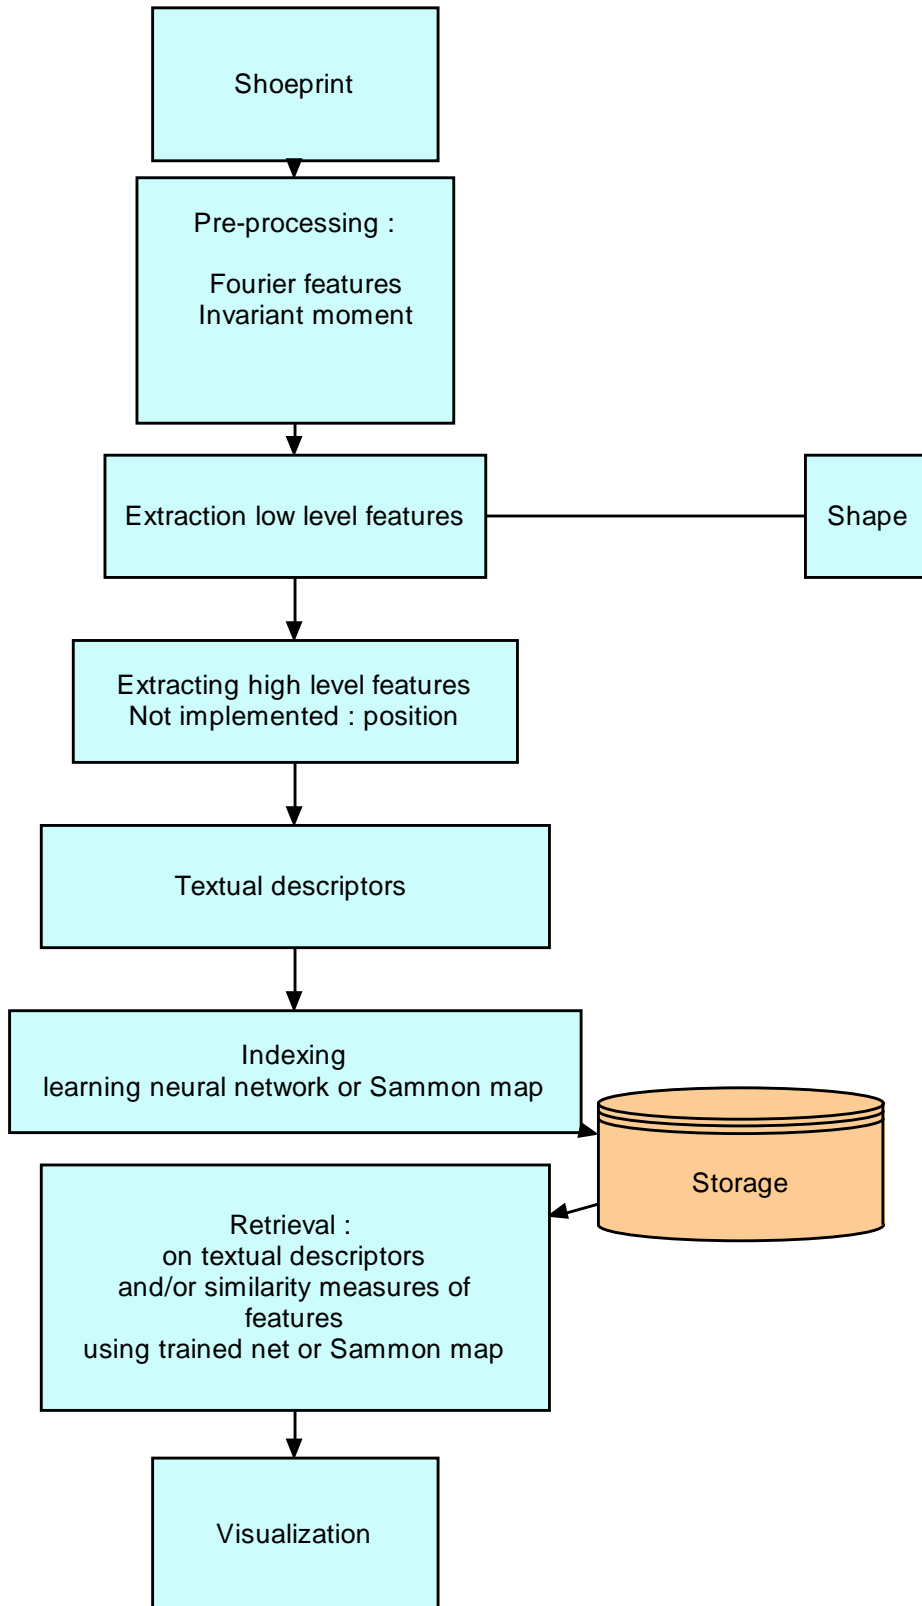 Shoeprint
Pre-processing :
Fourier features
Invariant moment
Extraction low level features
Shape
Extracting high level features
Not implemented : position
Textual descriptors
Indexing
learning neural network or Sammon map
Storage
Retrieval :
on textual descriptors
and/or similarity measures of
features
using trained net or Sammon map
Visualization